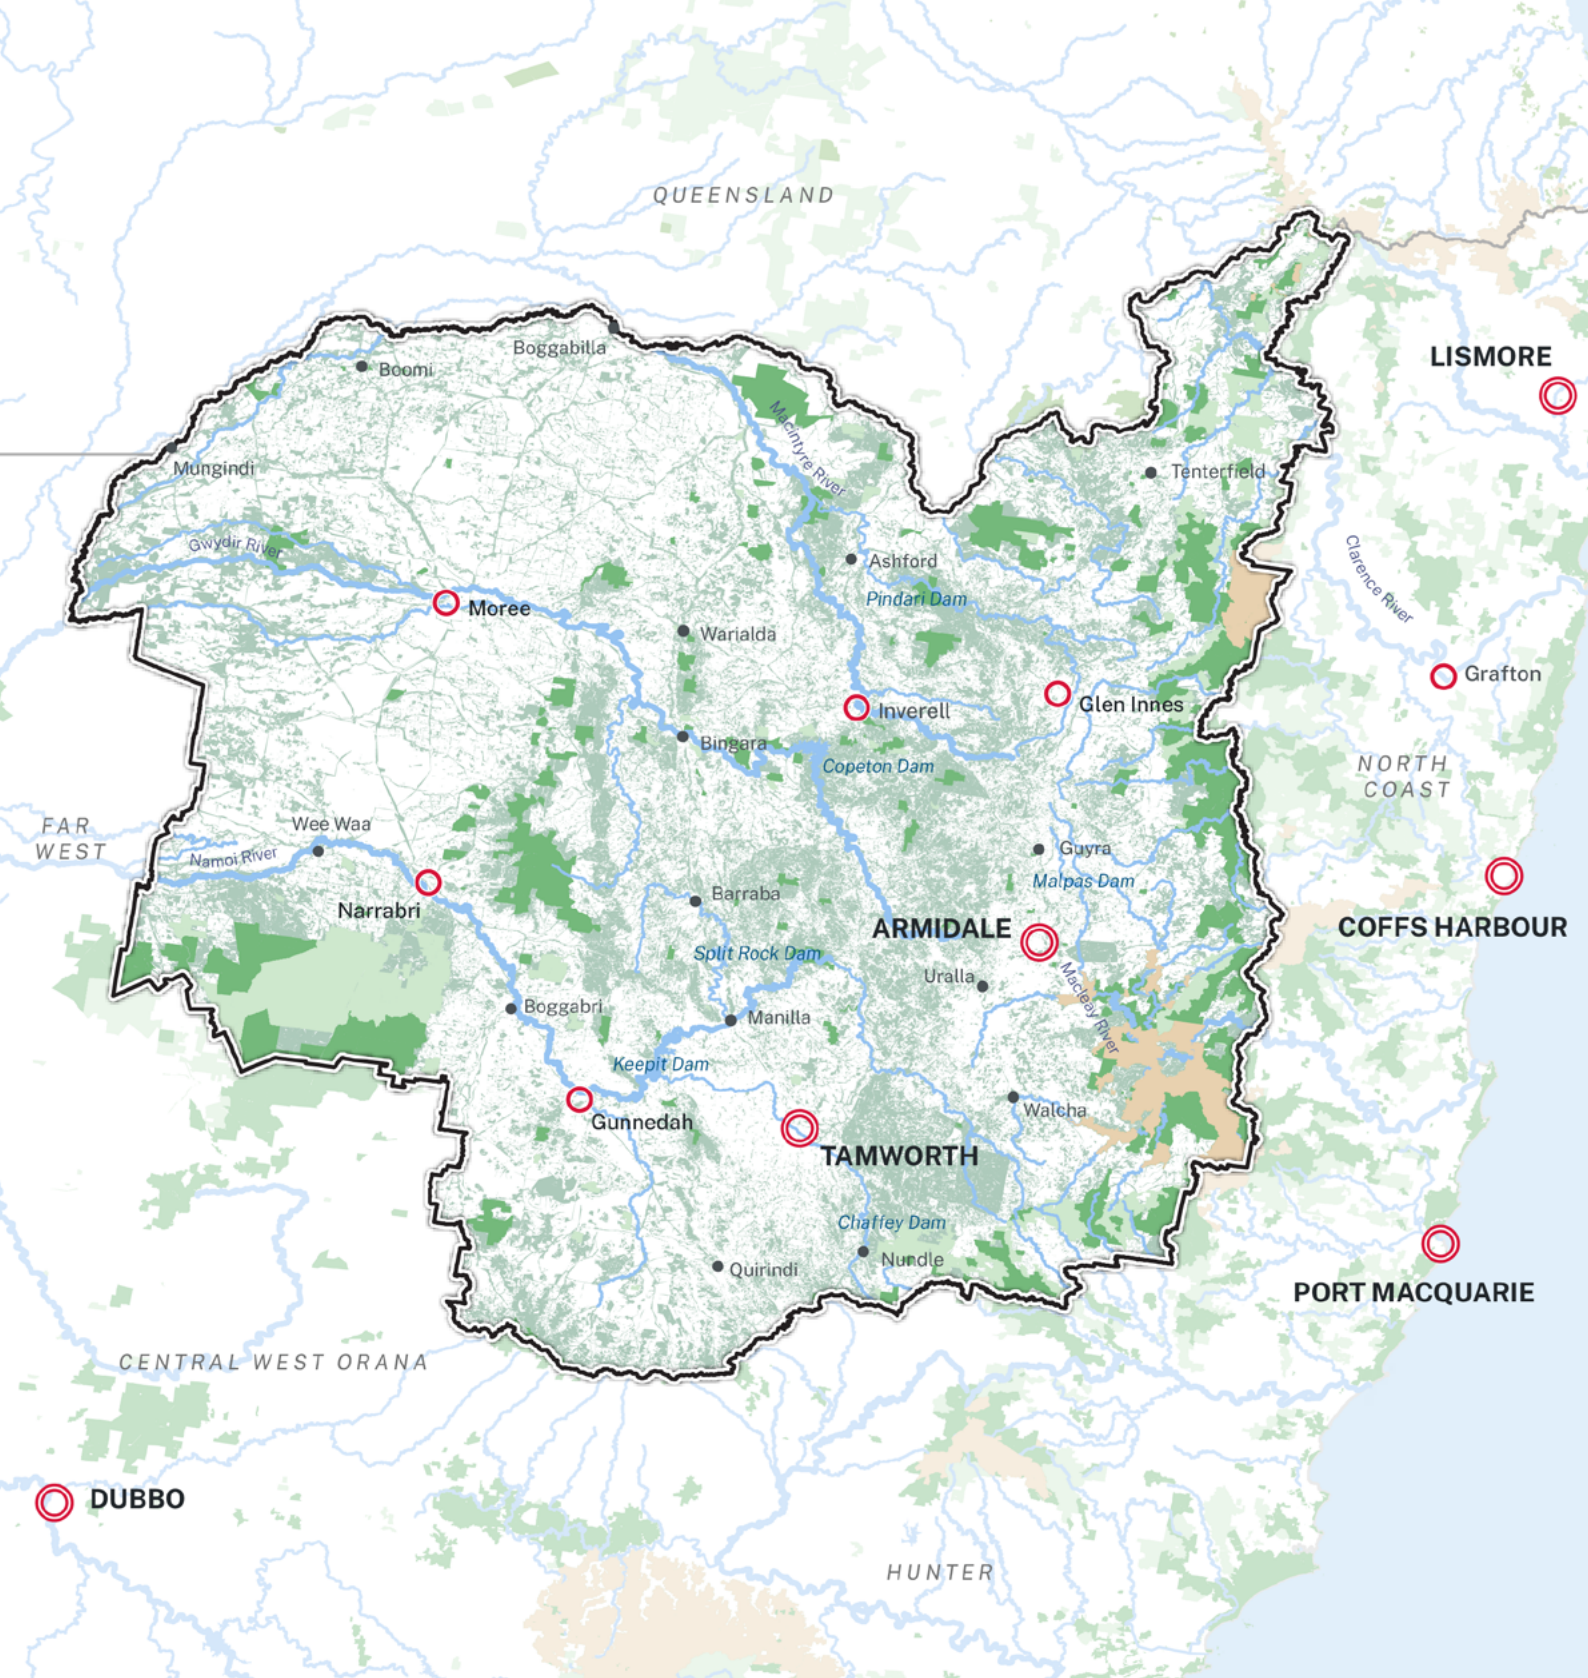 QUEENSLAND
Boggabilla
LISMORE
Boomi
Macintyre River
Mungindi
Tenterfield
Gwydir River
Ashford
Clarence River
Pindari Dam
Moree
Warialda
Grafton
Glen Innes
Inverell
Bingara
Copeton Dam
NORTH
COAST
FAR
WEST
Wee Waa
Namoi River
Guyra
Malpas Dam
Barraba
Narrabri
ARMIDALE
COFFS HARBOUR
Split Rock Dam
Uralla
Macleay River
Boggabri
Manilla
Keepit Dam
Gunnedah
Walcha
TAMWORTH
Chaffey Dam
Nundle
Quirindi
PORT MACQUARIE
CENTRAL WEST ORANA
DUBBO
HUNTER